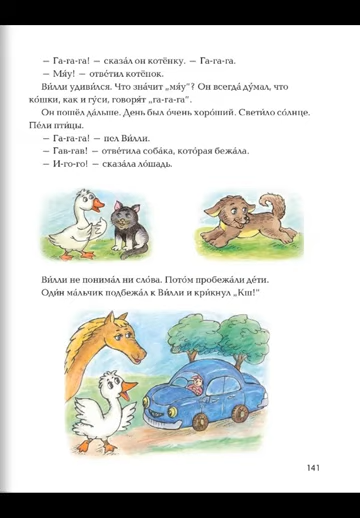 — Га-га-га! — сказа́л он котёнку. — Га-га-га.
— Мя́у! — отве́тил котёнок.
Ви́лли удиви́лся. Что зна́чит „мя́у“? Он всегда́ ду́мал, что
ко́шки, как и гу́си, говоря́т „га-га-га“.
Он пошёл да́льше. День был о́чень хоро́ший. Свети́ло со́лнце.
Пе́ли пти́цы.
— Га-га-га! — пел Ви́лли.
— Гав-гав! — отве́тила соба́ка, кото́рая бежа́ла.
— И-го-го! — сказа́ла ло́шадь.
Ви́лли не понима́л ни сло́ва. Пото́м пробежа́ли де́ти.
Оди́н ма́льчик подбежа́л к Ви́лли и кри́кнул „Кш!“
141